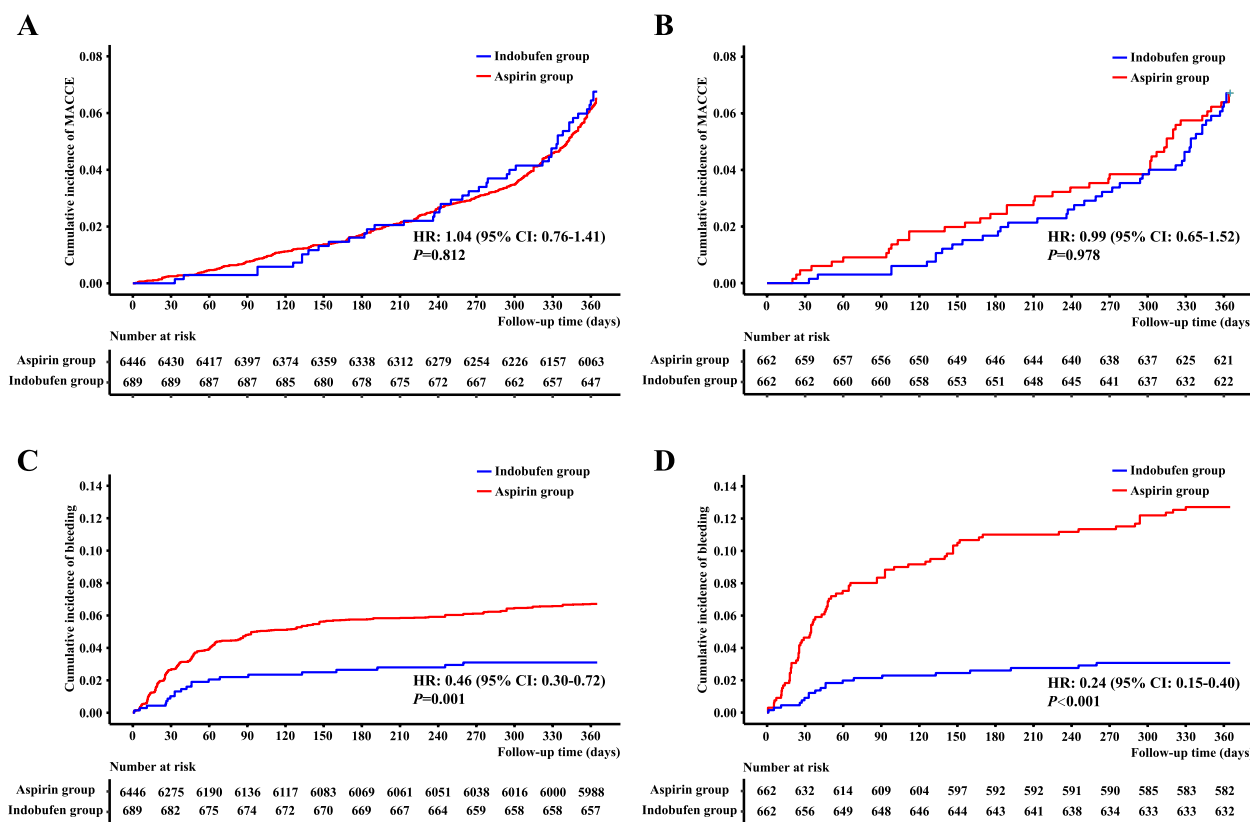 A
Cumulative incidence of MACCE
0.08
0.06
0.04
0.02
0.00
Indobufen group
Aspirin group
HR: 1.04 (95% CI: 0.76-1.41)
P=0.812
0 30 60 90 120 150 180 210 240 270 300 330 360
Follow-up time (days)
Number at risk
Aspirin group 6446 6430 6417 6397 6374 6359 6338 6312 6279 6254 6226 6157 6063
Indobufen group 689 689 687 687 685 680 678 675 672 667 662 657 647
B
Cumulative incidence of MACCE
0.08
0.06
0.04
0.02
0.00
Indobufen group
Aspirin group
HR: 0.99 (95% CI: 0.65-1.52)
P=0.978
0 30 60 90 120 150 180 210 240 270 300 330 360
Follow-up time (days)
Number at risk
Aspirin group 662 659 657 656 650 649 646 644 640 638 637 625 621
Indobufen group 662 662 660 660 658 653 651 648 645 641 637 632 622
C
Cumulative incidence of bleeding
0.14
0.12
0.10
0.08
0.06
0.04
0.02
0.00
Indobufen group
Aspirin group
HR: 0.46 (95% CI: 0.30-0.72)
P=0.001
0 30 60 90 120 150 180 210 240 270 300 330 360
Follow-up time (days)
Number at risk
Aspirin group 6446 6275 6190 6136 6117 6083 6069 6061 6051 6038 6016 6000 5988
Indobufen group 689 682 675 674 672 670 669 667 664 659 658 658 657
D
Cumulative incidence of bleeding
0.14
0.12
0.10
0.08
0.06
0.04
0.02
0.00
Indobufen group
Aspirin group
HR: 0.24 (95% CI: 0.15-0.40)
P<0.001
0 30 60 90 120 150 180 210 240 270 300 330 360
Follow-up time (days)
Number at risk
Aspirin group 662 632 614 609 604 597 592 592 591 590 585 583 582
Indobufen group 662 656 649 648 646 644 643 641 638 634 633 633 632